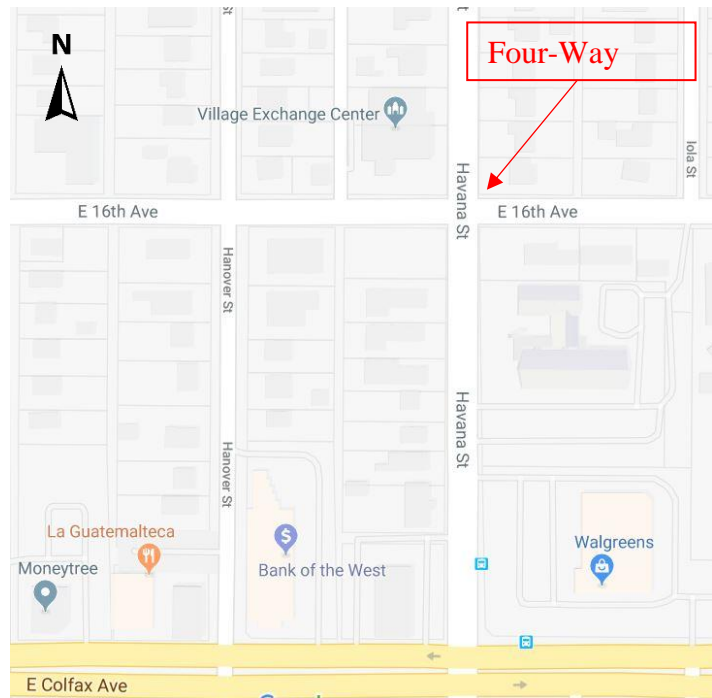 N
Four-Way
Village Exchange Center
Iola St
Havana St
E 16th Ave
E 16th Ave
Hanover St
Havana St
Hanover St
La Guatemalteca
Moneytree
Bank of the West
Walgreens
E Colfax Ave